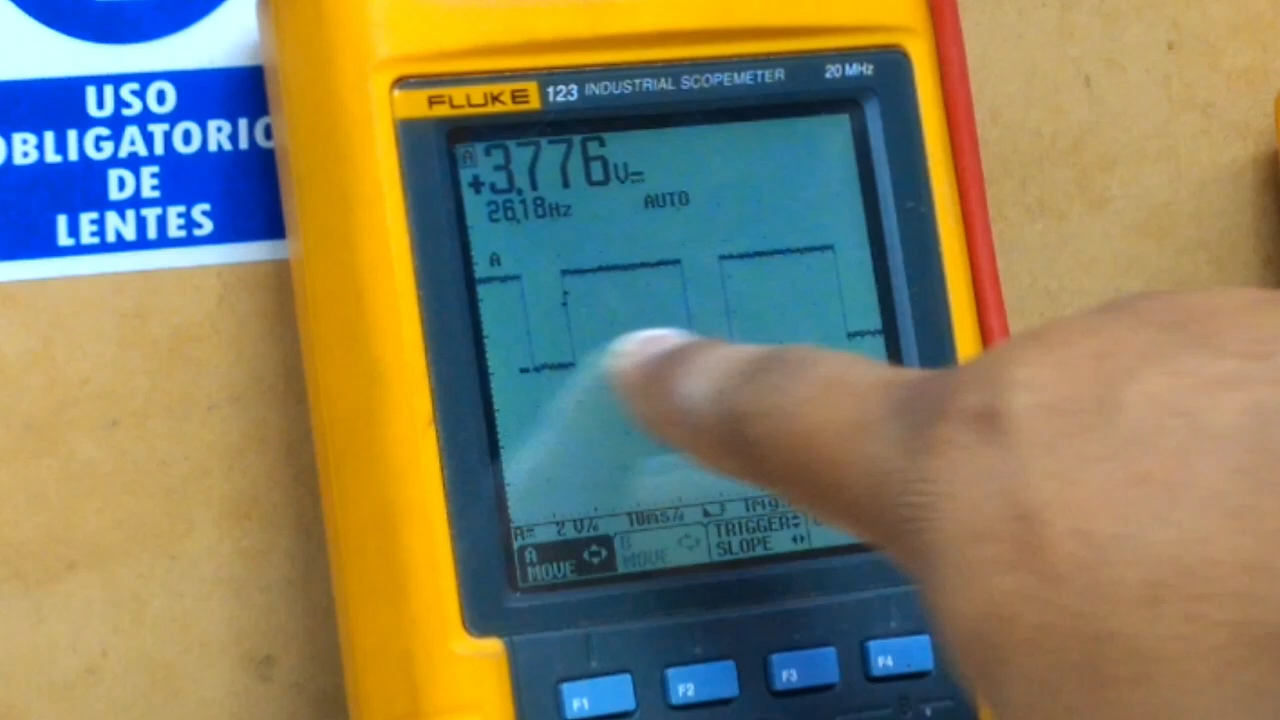 USO
OBLIGATORIO
DE
LENTES
FLUKE 123 INDUSTRIAL SCOPEMETER 20 MHz
A
+3.776 V
26.18Hz AUTO
A
A= 2 V/ 10ms/ Trig
A MOVE
B MOVE
TRIGGER
SLOPE
F1 F2 F3 F4